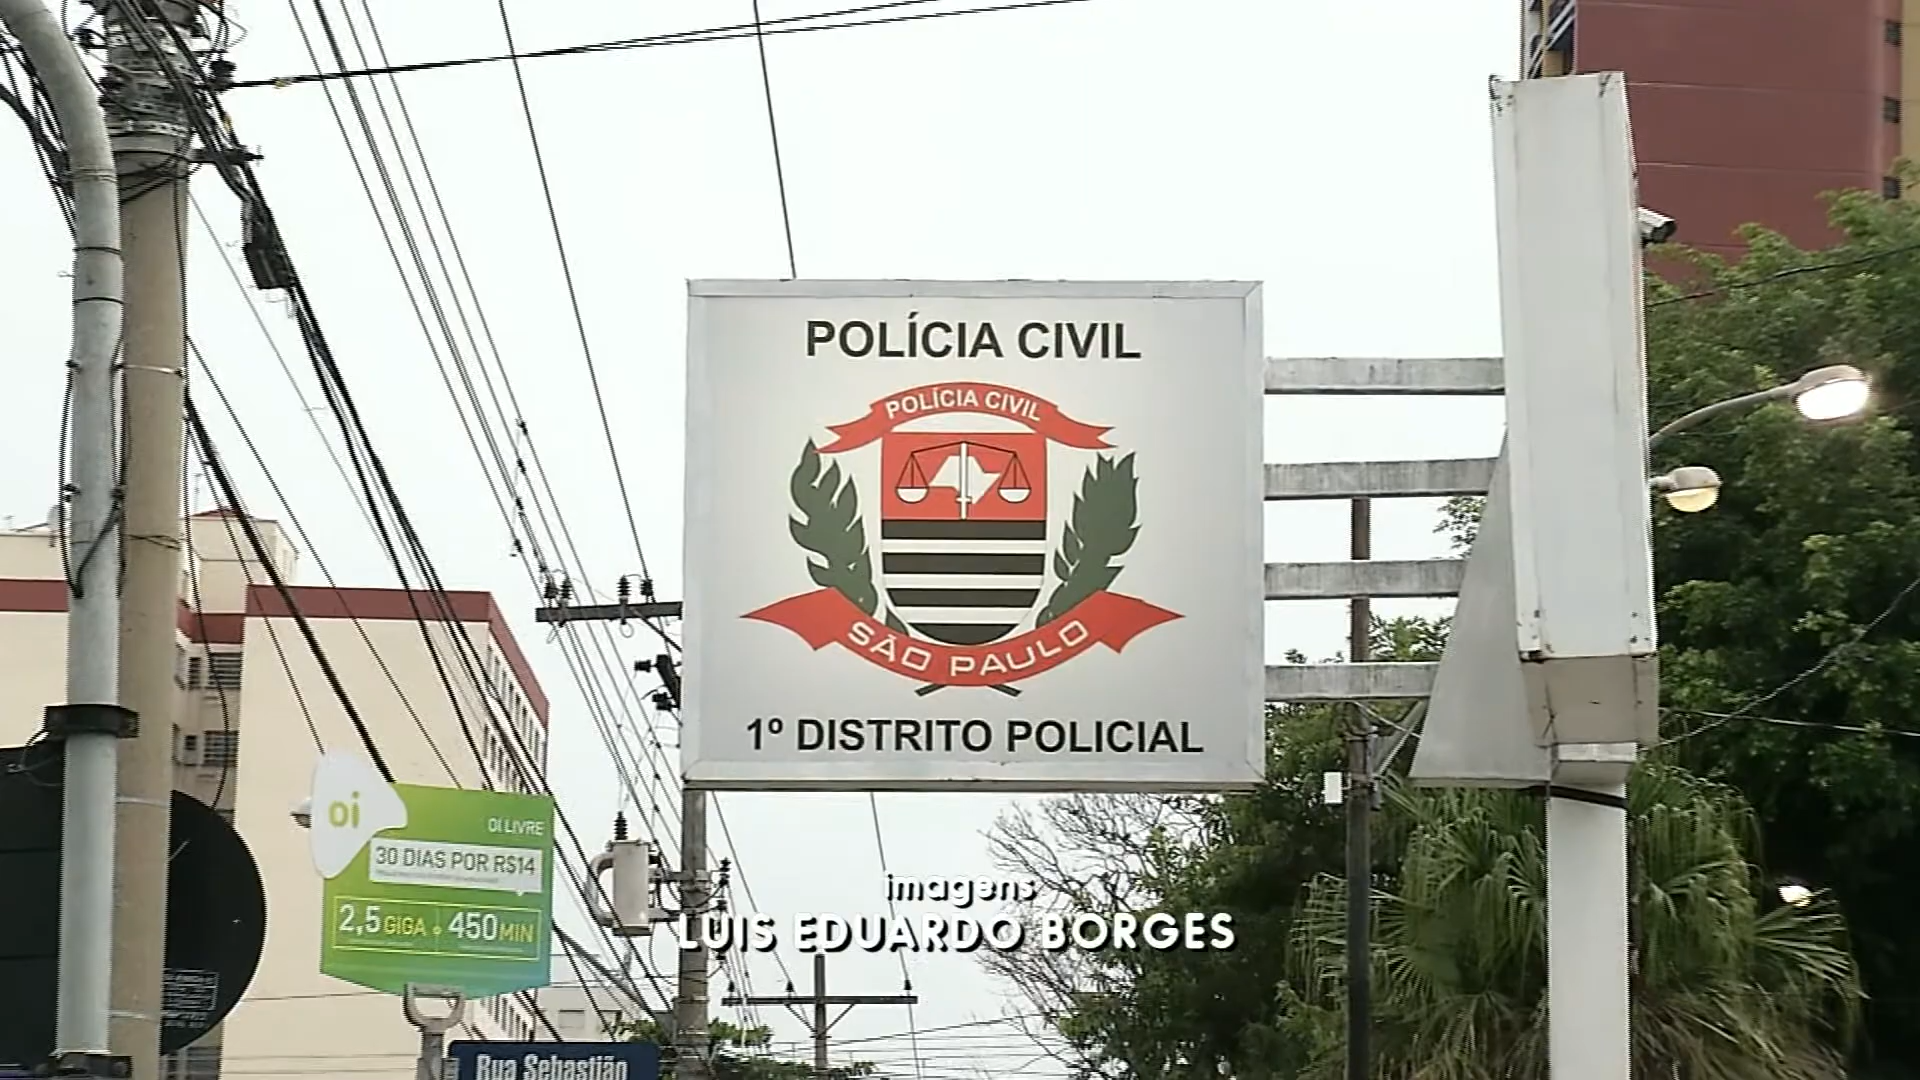 POLÍCIA CIVIL
POLÍCIA CIVIL
SÃO PAULO
1º DISTRITO POLICIAL
oi
OI LIVRE
30 DIAS POR R$14
2,5 GIGA 450 MIN
imagens
LUIS EDUARDO BORGES
Rua Sebastião